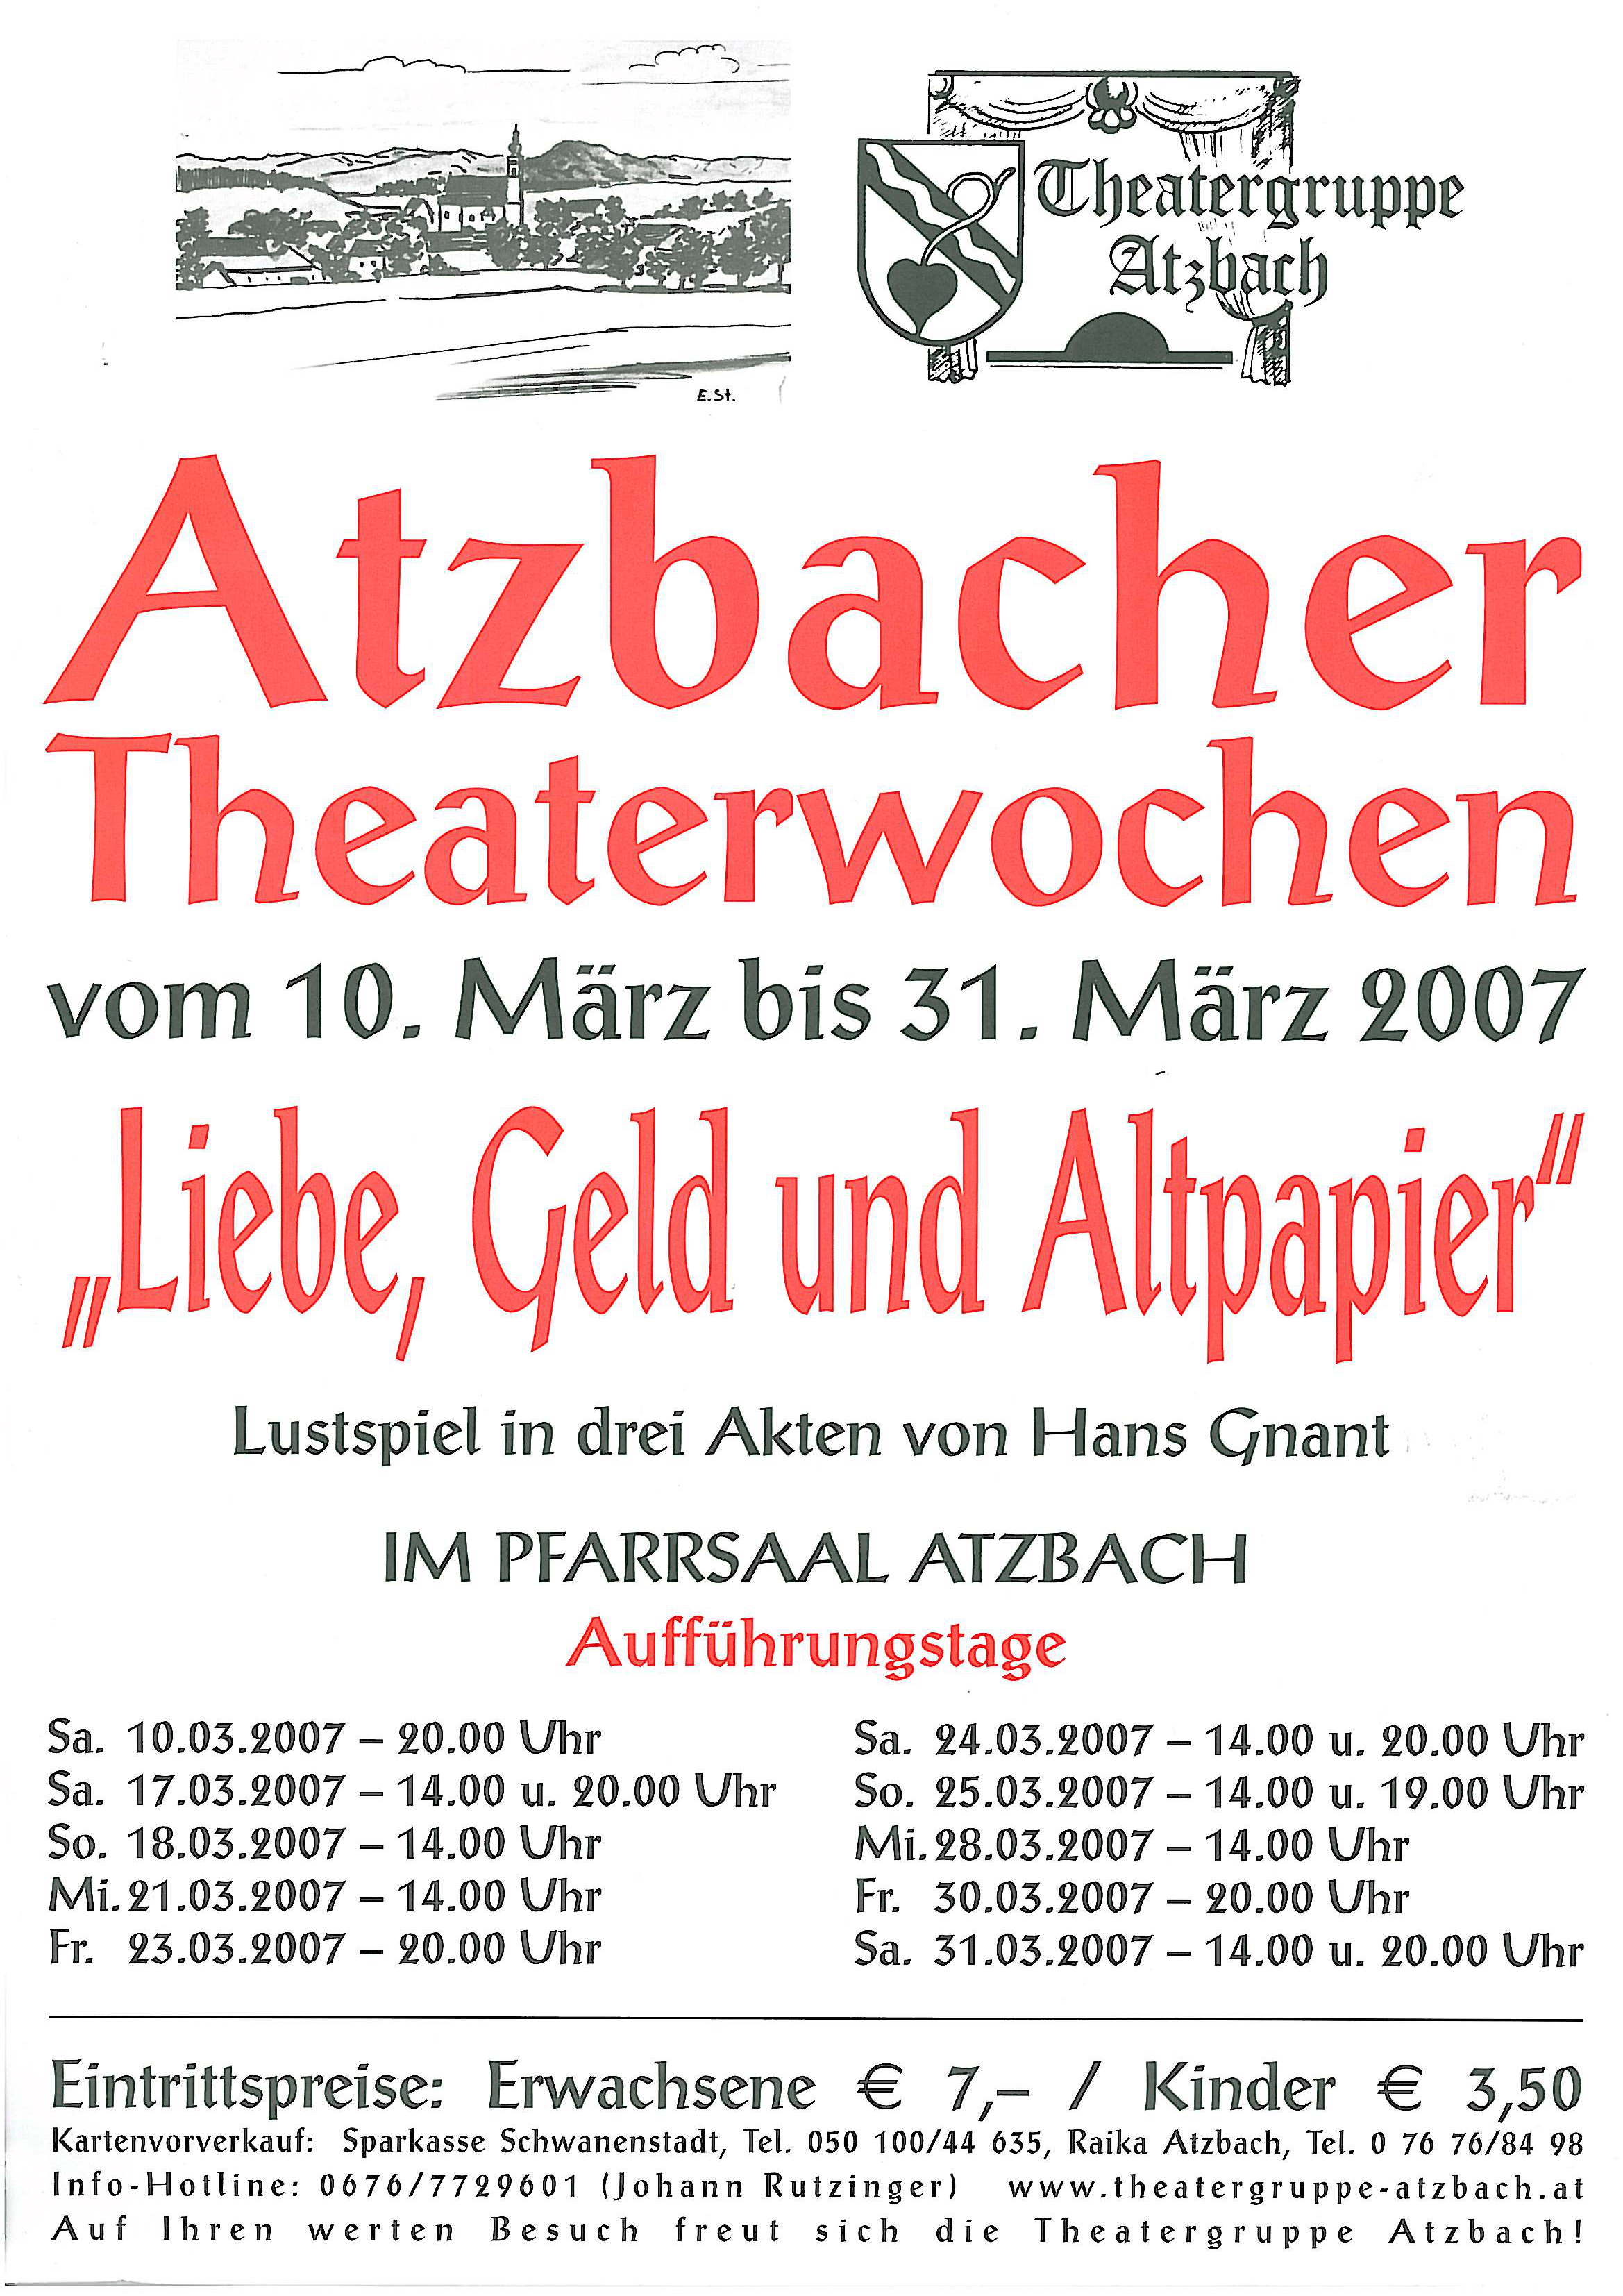 E.St.
Theatergruppe
Atzbach
Atzbacher
Theaterwochen
vom 10. März bis 31. März 2007
„Liebe, Geld und Altpapier“
Lustspiel in drei Akten von Hans Gnant
IM PFARRSAAL ATZBACH
Aufführungstage
Sa. 10.03.2007 – 20.00 Uhr
Sa. 17.03.2007 – 14.00 u. 20.00 Uhr
So. 18.03.2007 – 14.00 Uhr
Mi. 21.03.2007 – 14.00 Uhr
Fr. 23.03.2007 – 20.00 Uhr
Sa. 24.03.2007 – 14.00 u. 20.00 Uhr
So. 25.03.2007 – 14.00 u. 19.00 Uhr
Mi. 28.03.2007 – 14.00 Uhr
Fr. 30.03.2007 – 20.00 Uhr
Sa. 31.03.2007 – 14.00 u. 20.00 Uhr
Eintrittspreise: Erwachsene € 7,– / Kinder € 3,50
Kartenvorverkauf: Sparkasse Schwanenstadt, Tel. 050 100/44 635, Raika Atzbach, Tel. 0 76 76/84 98
Info-Hotline: 0676/7729601 (Johann Rutzinger) www.theatergruppe-atzbach.at
Auf Ihren werten Besuch freut sich die Theatergruppe Atzbach!